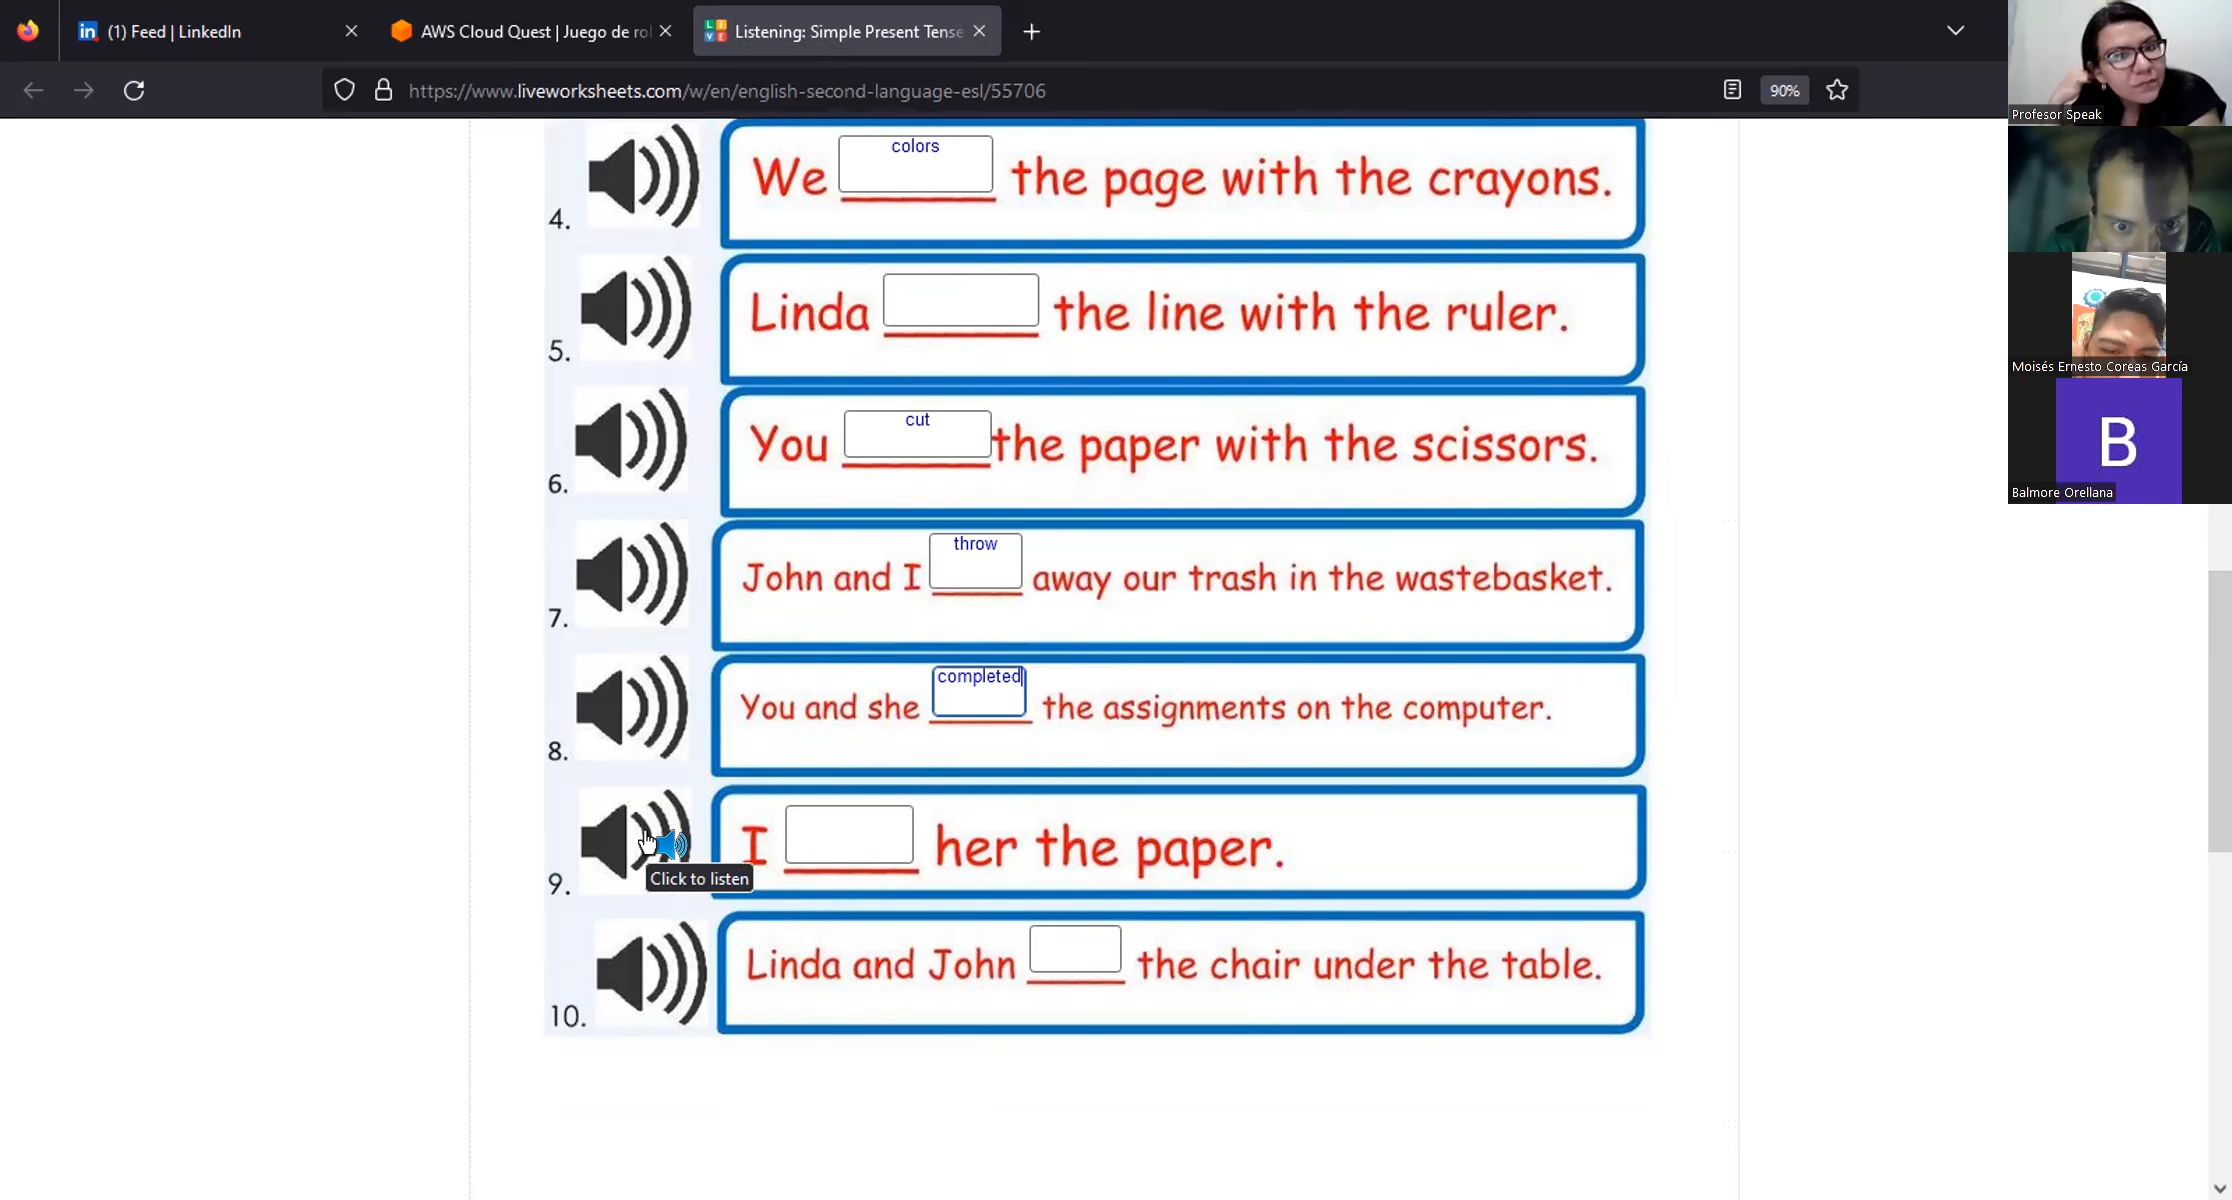 (1) Feed | LinkedIn
AWS Cloud Quest | Juego de rol
Listening: Simple Present Tense
https://www.liveworksheets.com/w/en/english-second-language-esl/55706
90%
Profesor Speak
Moisés Ernesto Coreas García
B
Balmore Orellana
4. We colors the page with the crayons.
5. Linda the line with the ruler.
6. You cut the paper with the scissors.
7. John and I throw away our trash in the wastebasket.
8. You and she completed the assignments on the computer.
9. I her the paper.
Click to listen
10. Linda and John the chair under the table.